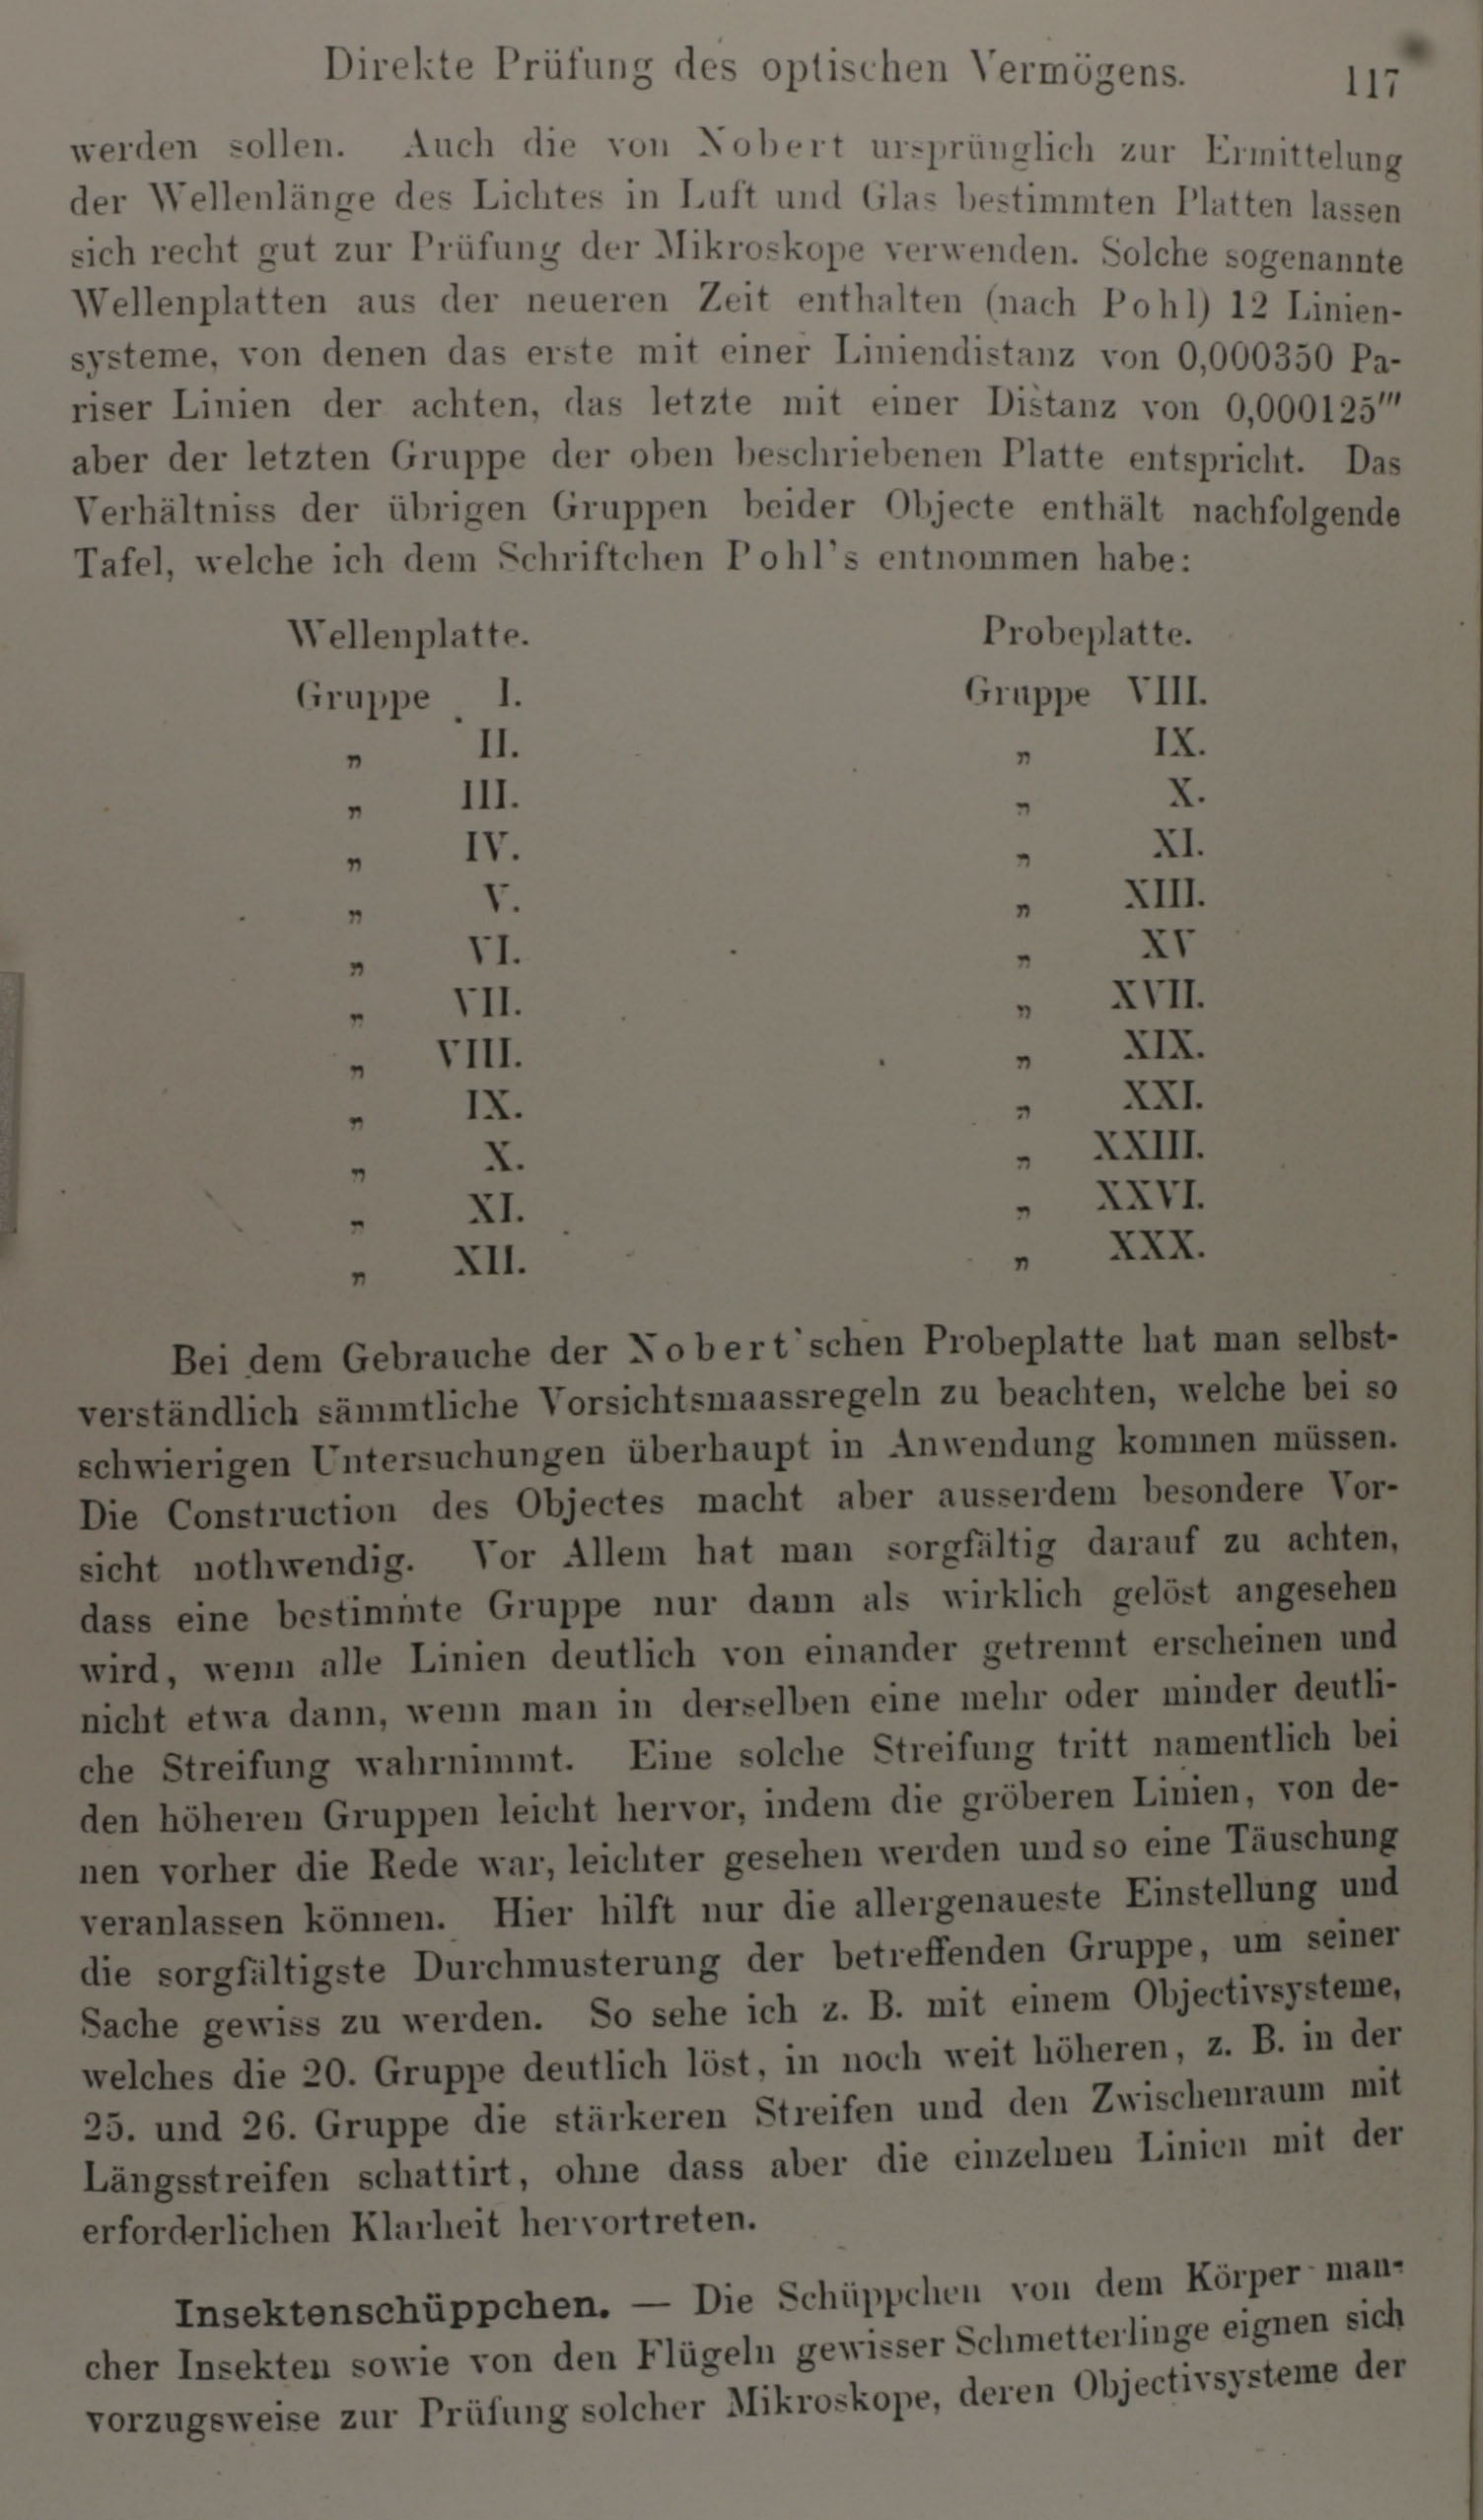 Direkte Prüfung des optischen Vermögens. 117
werden sollen. Auch die von Nobert ursprünglich zur Ermittelung
der Wellenlänge des Lichtes in Luft und Glas bestimmten Platten lassen
sich recht gut zur Prüfung der Mikroskope verwenden. Solche sogenannte
Wellenplatten aus der neueren Zeit enthalten (nach Pohl) 12 Linien-
systeme, von denen das erste mit einer Liniendistanz von 0,000350 Pa-
riser Linien der achten, das letzte mit einer Distanz von 0,000125‴
aber der letzten Gruppe der oben beschriebenen Platte entspricht. Das
Verhältniss der übrigen Gruppen beider Objecte enthält nachfolgende
Tafel, welche ich dem Schriftchen Pohl's entnommen habe:
Wellenplatte. Probeplatte.
Gruppe I. Gruppe VIII.
„ II. „ IX.
„ III. „ X.
„ IV. „ XI.
„ V. „ XIII.
„ VI. „ XV
„ VII. „ XVII.
„ VIII. „ XIX.
„ IX. „ XXI.
„ X. „ XXIII.
„ XI. „ XXVI.
„ XII. „ XXX.
Bei dem Gebrauche der Nobert'schen Probeplatte hat man selbst-
verständlich sämmtliche Vorsichtsmaassregeln zu beachten, welche bei so
schwierigen Untersuchungen überhaupt in Anwendung kommen müssen.
Die Construction des Objectes macht aber ausserdem besondere Vor-
sicht nothwendig. Vor Allem hat man sorgfältig darauf zu achten,
dass eine bestimmte Gruppe nur dann als wirklich gelöst angesehen
wird, wenn alle Linien deutlich von einander getrennt erscheinen und
nicht etwa dann, wenn man in derselben eine mehr oder minder deutli-
che Streifung wahrnimmt. Eine solche Streifung tritt namentlich bei
den höheren Gruppen leicht hervor, indem die gröberen Linien, von de-
nen vorher die Rede war, leichter gesehen werden und so eine Täuschung
veranlassen können. Hier hilft nur die allergenaueste Einstellung und
die sorgfältigste Durchmusterung der betreffenden Gruppe, um seiner
Sache gewiss zu werden. So sehe ich z. B. mit einem Objectivsysteme,
welches die 20. Gruppe deutlich löst, in noch weit höheren, z. B. in der
25. und 26. Gruppe die stärkeren Streifen und den Zwischenraum mit
Längsstreifen schattirt, ohne dass aber die einzelnen Linien mit der
erforderlichen Klarheit hervortreten.
Insektenschüppchen. — Die Schüppchen von dem Körper man-
cher Insekten sowie von den Flügeln gewisser Schmetterlinge eignen sich
vorzugsweise zur Prüfung solcher Mikroskope, deren Objectivsysteme der